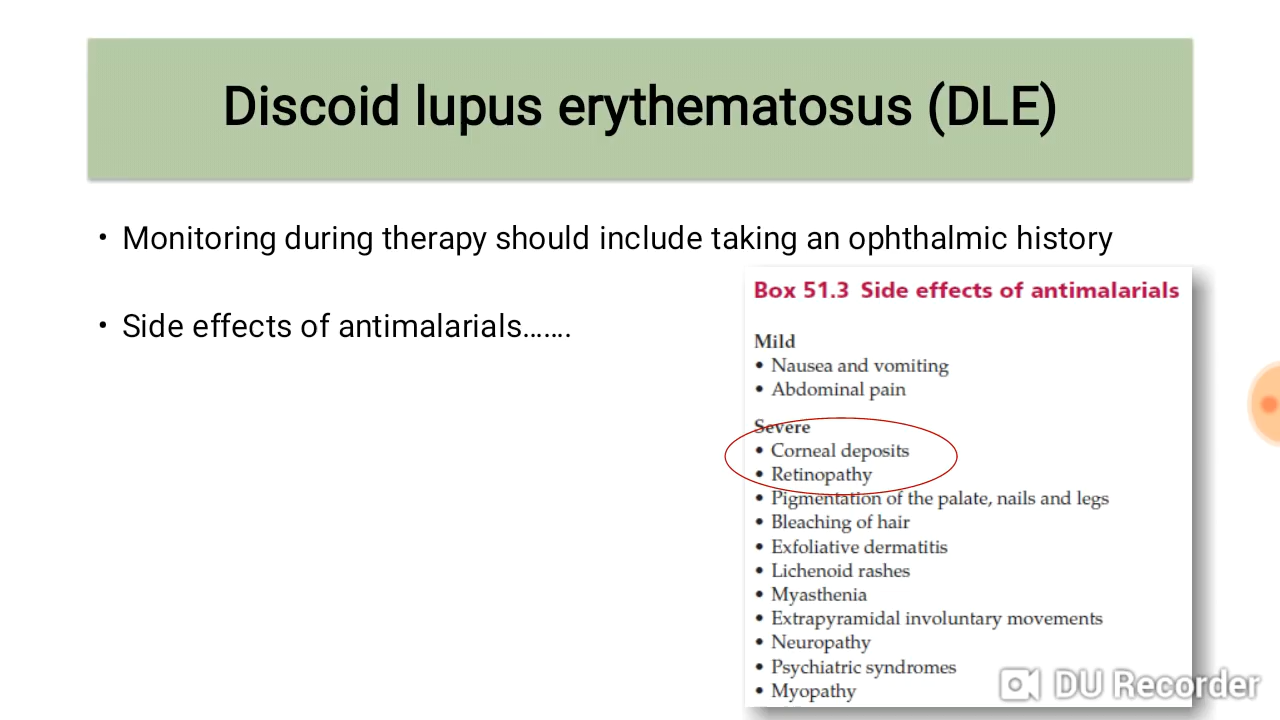 Discoid lupus erythematosus (DLE)
• Monitoring during therapy should include taking an ophthalmic history
• Side effects of antimalarials.......
Box 51.3 Side effects of antimalarials
Mild
• Nausea and vomiting
• Abdominal pain
Severe
• Corneal deposits
• Retinopathy
• Pigmentation of the palate, nails and legs
• Bleaching of hair
• Exfoliative dermatitis
• Lichenoid rashes
• Myasthenia
• Extrapyramidal involuntary movements
• Neuropathy
• Psychiatric syndromes
• Myopathy
DU Recorder